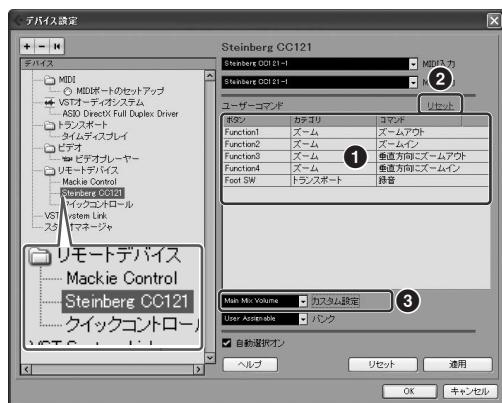 デバイス設定
デバイス
MIDI
MIDIポートのセットアップ
VSTオーディオシステム
ASIO DirectX Full Duplex Driver
トランスポート
タイムディスプレイ
ビデオ
ビデオプレーヤー
リモートデバイス
Mackie Control
Steinberg CC121
クイックコントロール
VST System Link
スタジオマネージャ
リモートデバイス
Mackie Control
Steinberg CC121
クイックコントロール
Steinberg CC121
Steinberg CC121-1 MIDI入力
Steinberg CC121-1
2
ユーザーコマンド リセット
ボタン カテゴリ コマンド
Function1 ズーム ズームアウト
Function2 ズーム ズームイン
Function3 ズーム 垂直方向にズームアウト
Function4 ズーム 垂直方向にズームイン
Foot SW トランスポート 録音
1
Main Mix Volume カスタム設定 3
User Assignable バンク
自動選択オン
ヘルプ リセット 適用
OK キャンセル